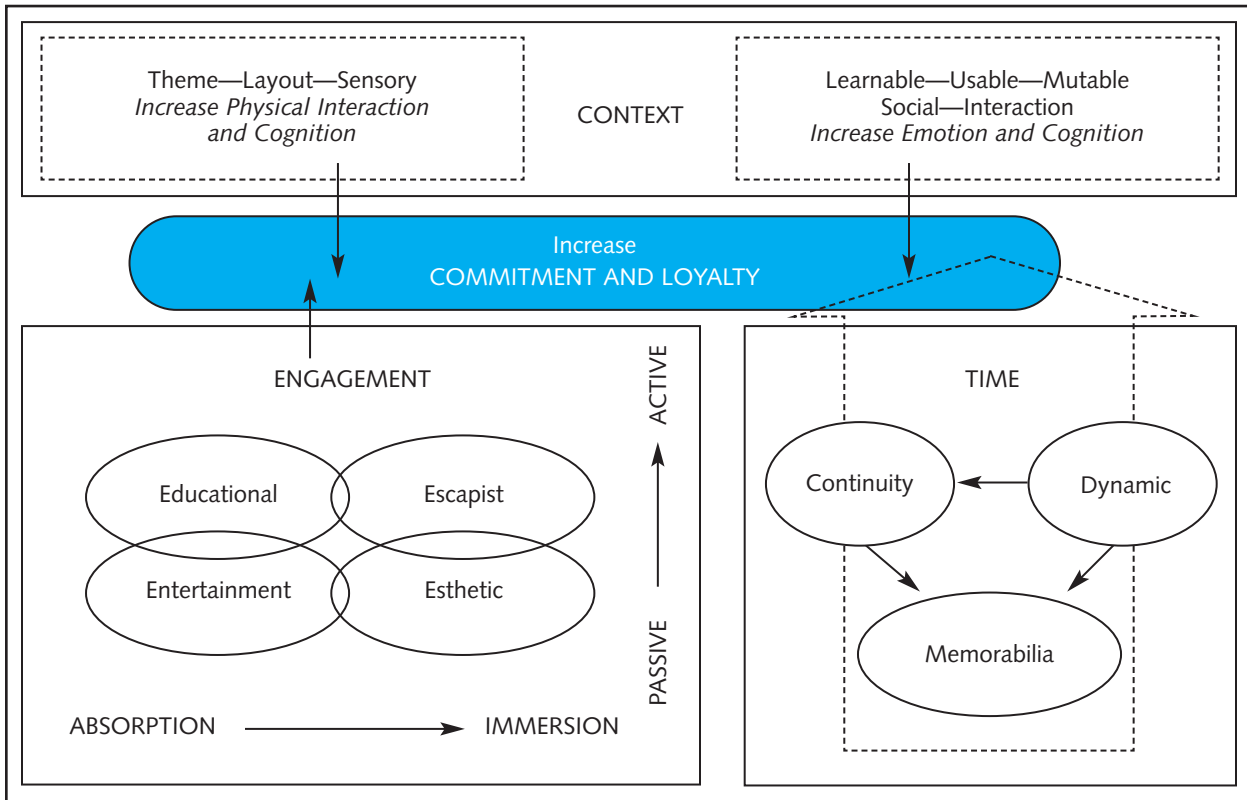 Theme—Layout—Sensory
Increase Physical Interaction
and Cognition
CONTEXT
Learnable—Usable—Mutable
Social—Interaction
Increase Emotion and Cognition
Increase
COMMITMENT AND LOYALTY
ENGAGEMENT
Educational
Escapist
Entertainment
Esthetic
ACTIVE
PASSIVE
ABSORPTION
IMMERSION
TIME
Continuity
Dynamic
Memorabilia